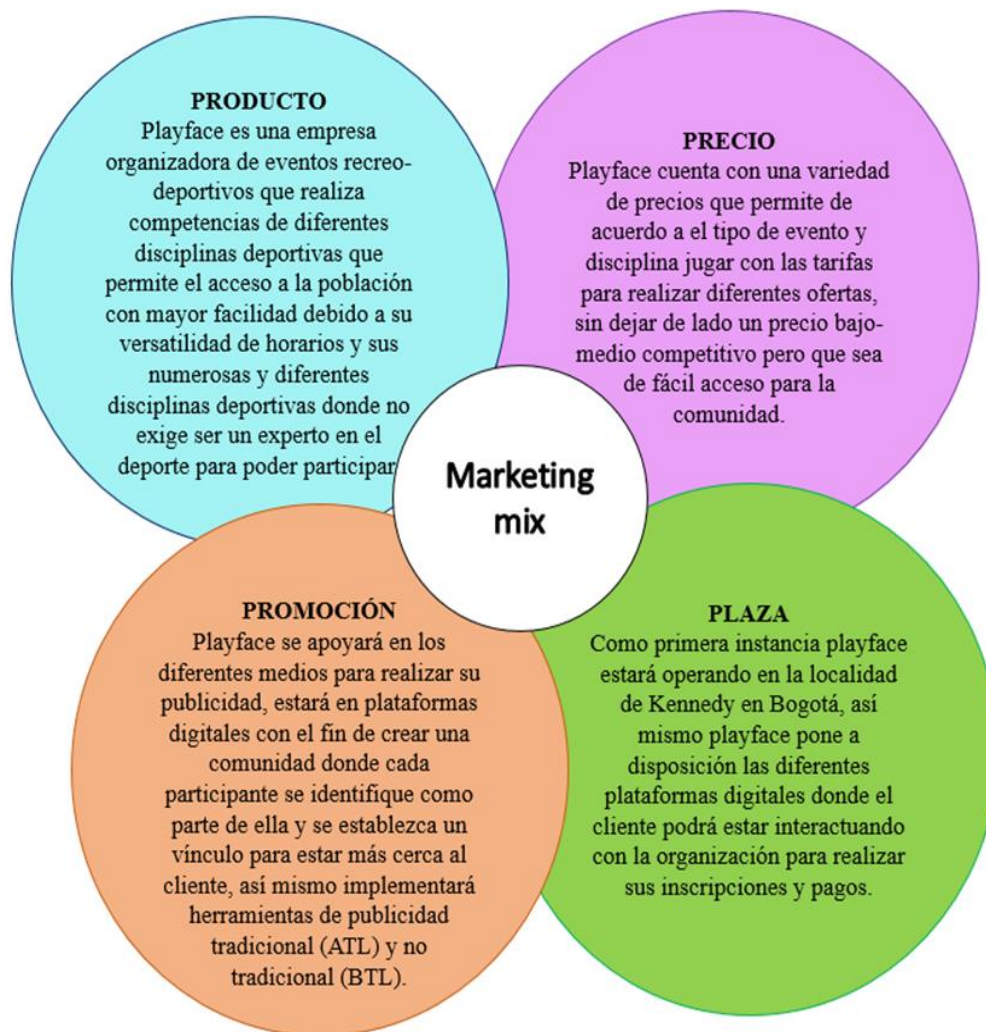 PRODUCTO
Playface es una empresa
organizadora de eventos recreo-
deportivos que realiza
competencias de diferentes
disciplinas deportivas que
permite el acceso a la población
con mayor facilidad debido a su
versatilidad de horarios y sus
numerosas y diferentes
disciplinas deportivas donde no
exige ser un experto en el
deporte para poder participar
PRECIO
Playface cuenta con una variedad
de precios que permite de
acuerdo a el tipo de evento y
disciplina jugar con las tarifas
para realizar diferentes ofertas,
sin dejar de lado un precio bajo-
medio competitivo pero que sea
de fácil acceso para la
comunidad.
Marketing
mix
PROMOCIÓN
Playface se apoyará en los
diferentes medios para realizar su
publicidad, estará en plataformas
digitales con el fin de crear una
comunidad donde cada
participante se identifique como
parte de ella y se establezca un
vínculo para estar más cerca al
cliente, así mismo implementará
herramientas de publicidad
tradicional (ATL) y no
tradicional (BTL).
PLAZA
Como primera instancia playface
estará operando en la localidad
de Kennedy en Bogotá, así
mismo playface pone a
disposición las diferentes
plataformas digitales donde el
cliente podrá estar interactuando
con la organización para realizar
sus inscripciones y pagos.